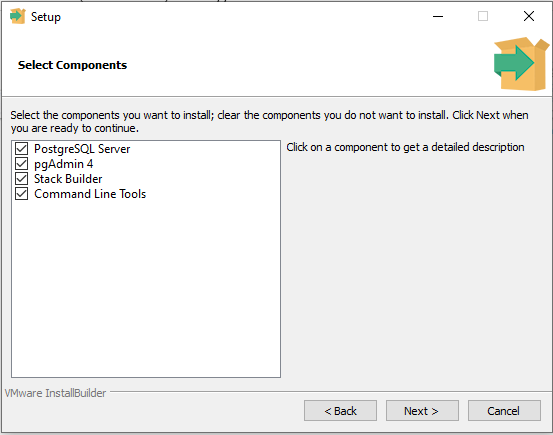 Setup
Select Components
Select the components you want to install; clear the components you do not want to install. Click Next when
you are ready to continue.
PostgreSQL Server
pgAdmin 4
Stack Builder
Command Line Tools
Click on a component to get a detailed description
VMware InstallBuilder
< Back
Next >
Cancel